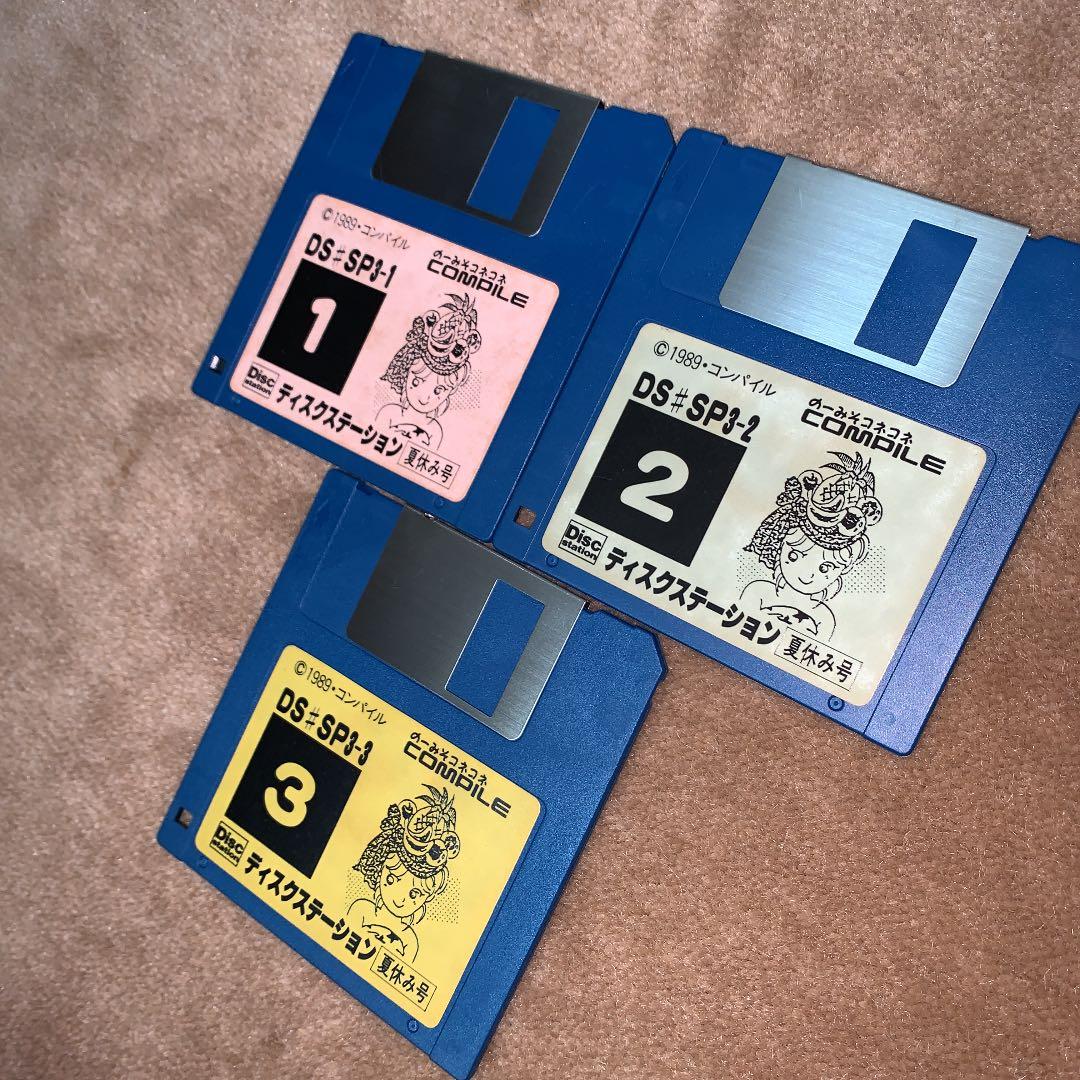 ©1989・コンパイル
DS♯SP3-1
のーみそコネコネ
COMPILE
1
Disc
station
ディスクステーション
夏休み号
©1989・コンパイル
DS♯SP3-2
のーみそコネコネ
COMPILE
2
Disc
station
ディスクステーション
夏休み号
©1989・コンパイル
DS♯SP3-3
のーみそコネコネ
COMPILE
3
Disc
station
ディスクステーション
夏休み号